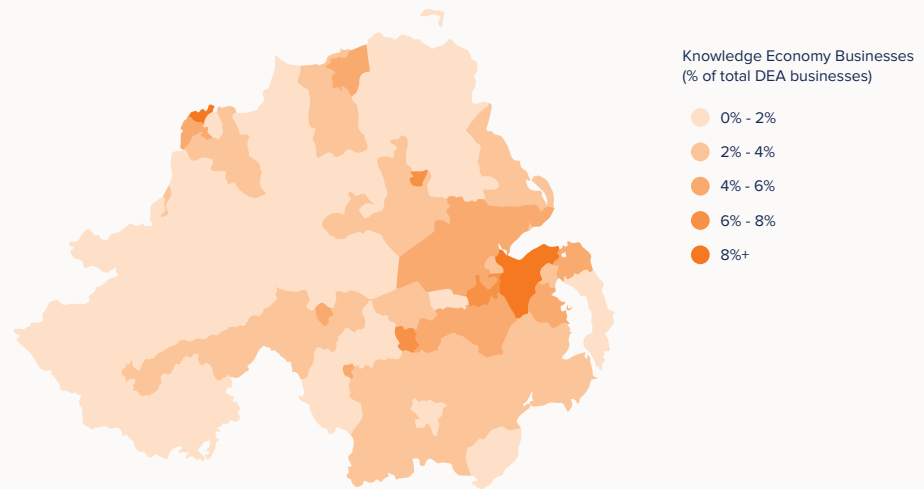 Knowledge Economy Businesses
(% of total DEA businesses)
0% - 2%
2% - 4%
4% - 6%
6% - 8%
8%+